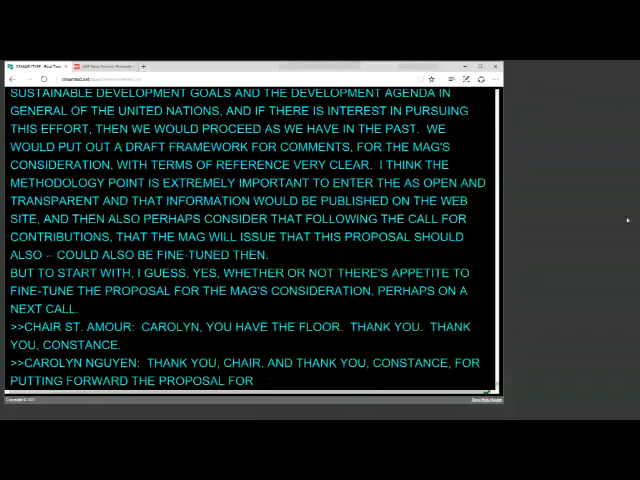 streamtext.net
SUSTAINABLE DEVELOPMENT GOALS AND THE DEVELOPMENT AGENDA IN
GENERAL OF THE UNITED NATIONS, AND IF THERE IS INTEREST IN PURSUING
THIS EFFORT, THEN WE WOULD PROCEED AS WE HAVE IN THE PAST.  WE
WOULD PUT OUT A DRAFT FRAMEWORK FOR COMMENTS, FOR THE MAG'S
CONSIDERATION, WITH TERMS OF REFERENCE VERY CLEAR.  I THINK THE
METHODOLOGY POINT IS EXTREMELY IMPORTANT TO ENTER THE AS OPEN AND
TRANSPARENT AND THAT INFORMATION WOULD BE PUBLISHED ON THE WEB
SITE, AND THEN ALSO PERHAPS CONSIDER THAT FOLLOWING THE CALL FOR
CONTRIBUTIONS, THAT THE MAG WILL ISSUE THAT THIS PROPOSAL SHOULD
ALSO -- COULD ALSO BE FINE-TUNED THEN.
BUT TO START WITH, I GUESS, YES, WHETHER OR NOT THERE'S APPETITE TO
FINE-TUNE THE PROPOSAL FOR THE MAG'S CONSIDERATION, PERHAPS ON A
NEXT CALL.
>>CHAIR ST. AMOUR:  CAROLYN, YOU HAVE THE FLOOR.  THANK YOU.  THANK
YOU, CONSTANCE.
>>CAROLYN NGUYEN:  THANK YOU, CHAIR, AND THANK YOU, CONSTANCE, FOR
PUTTING FORWARD THE PROPOSAL FOR